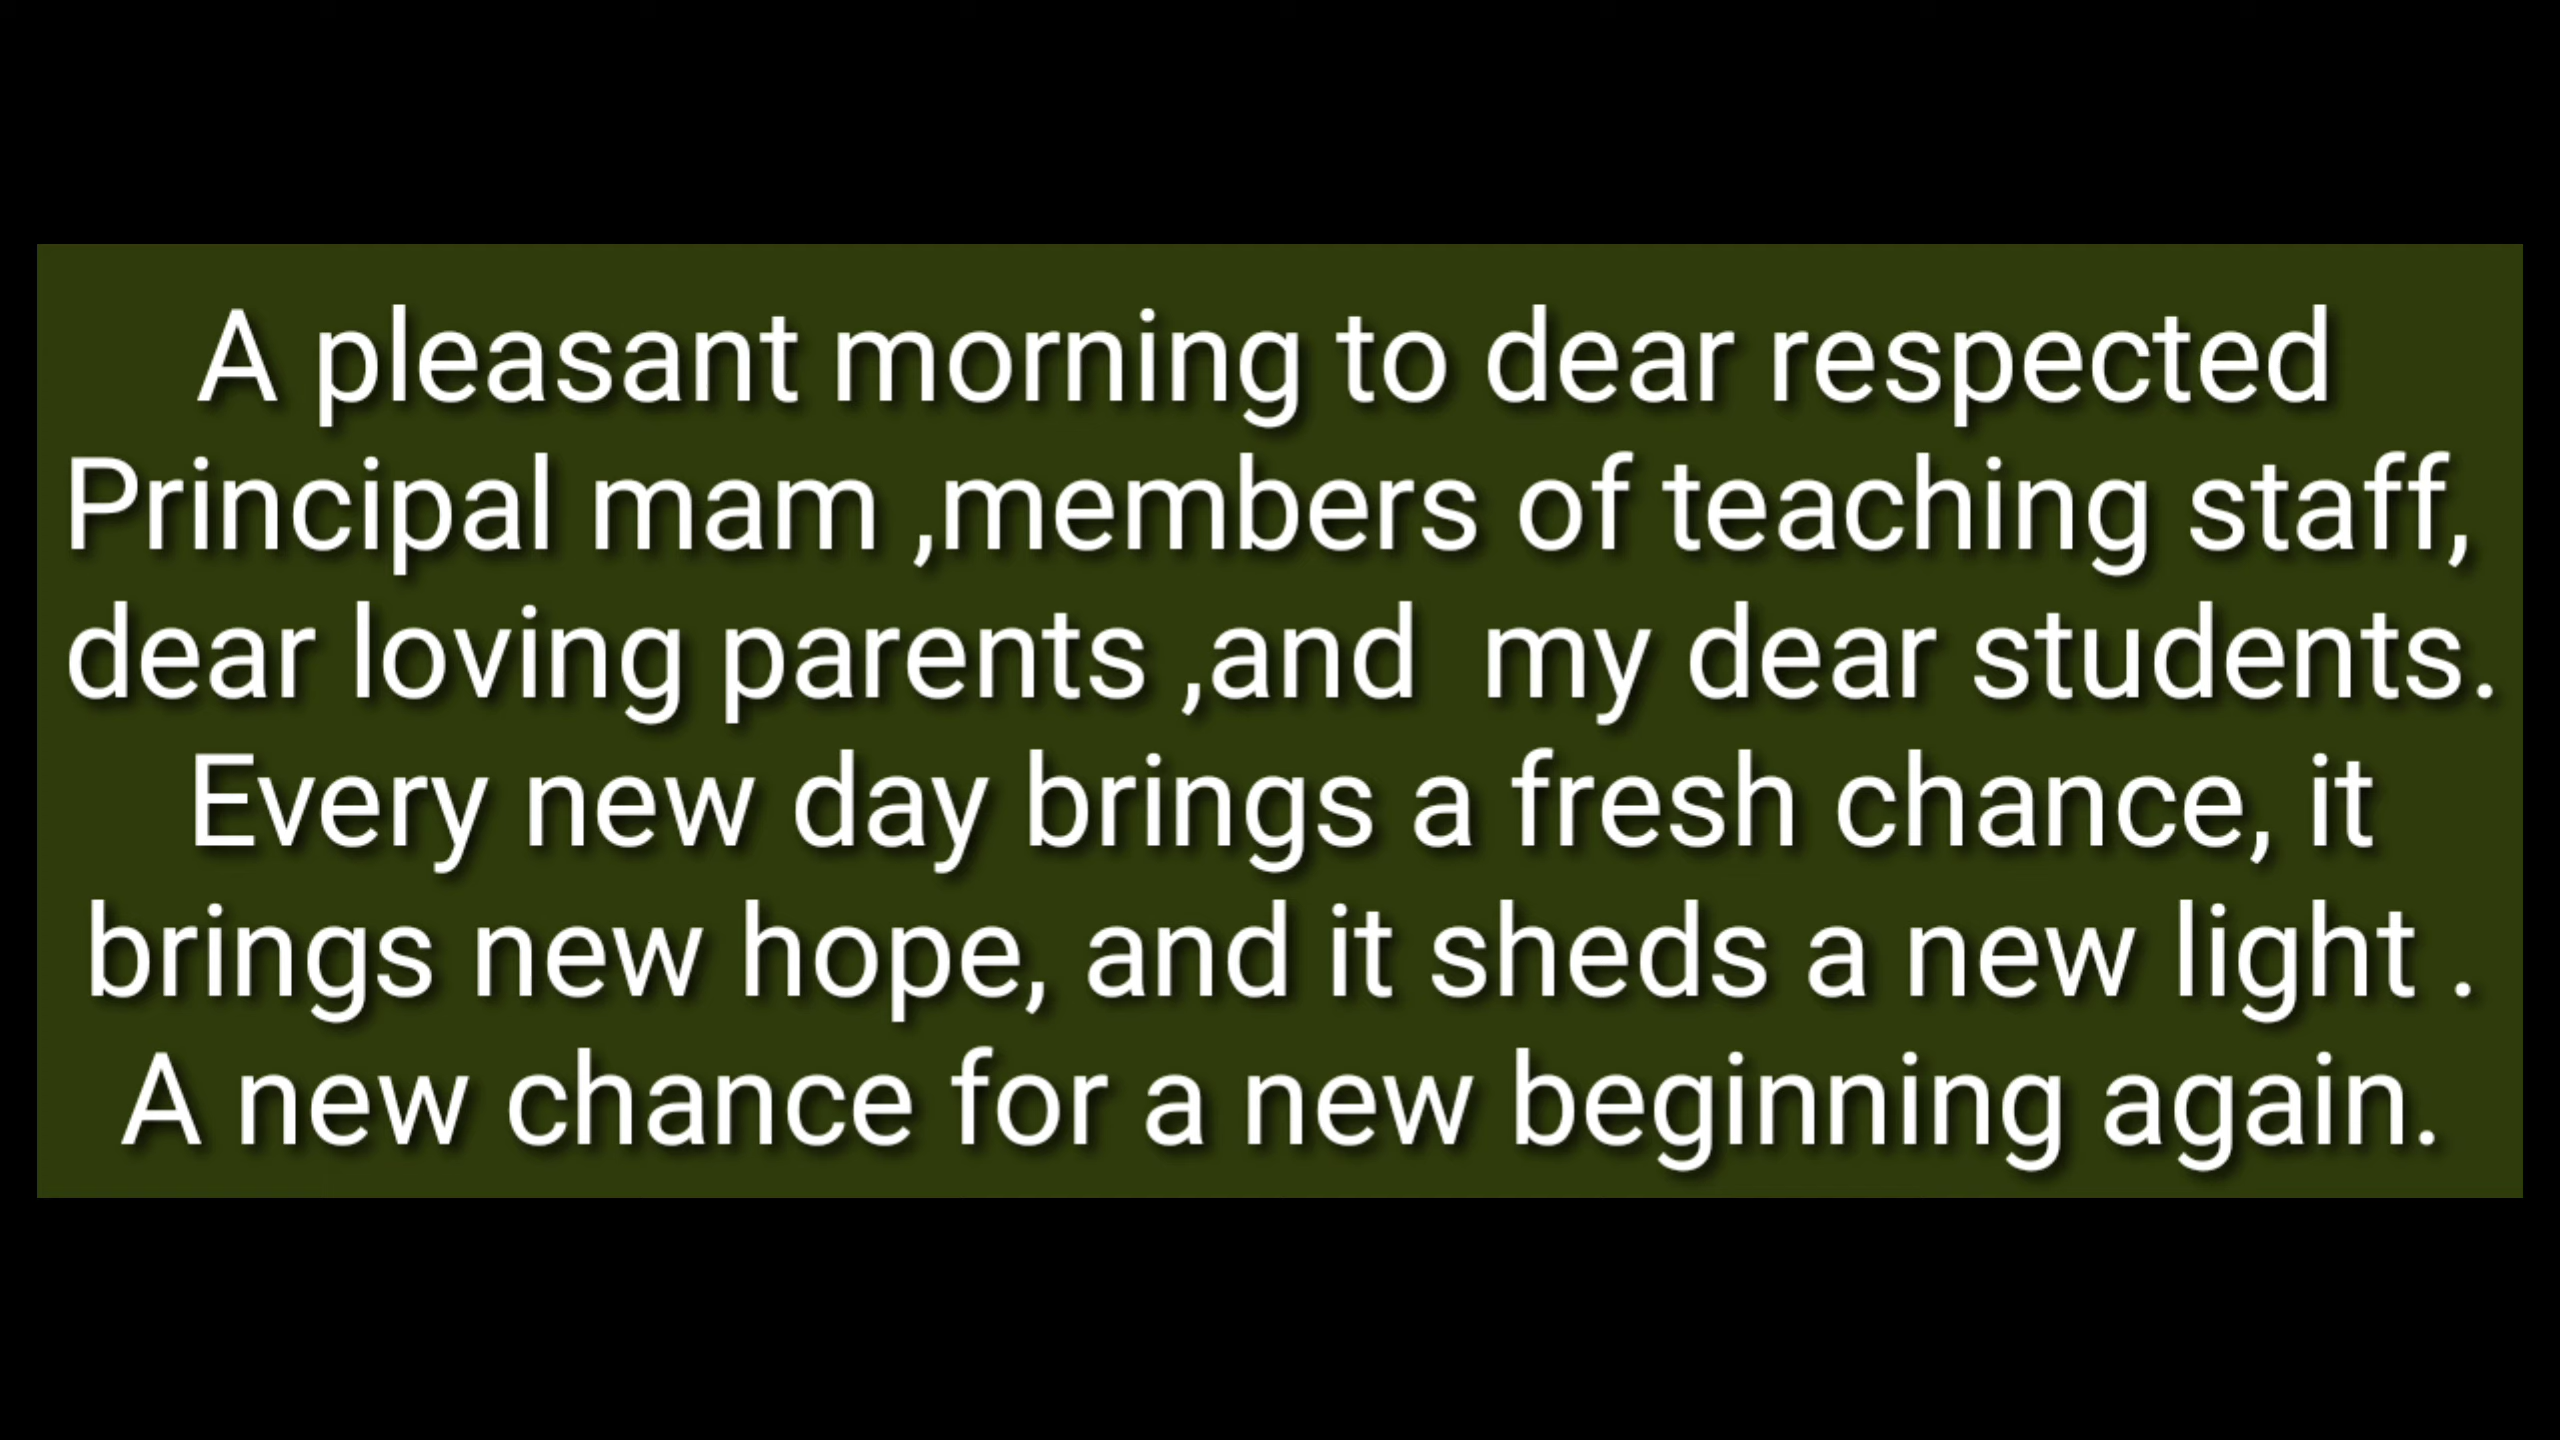 A pleasant morning to dear respected
Principal mam ,members of teaching staff,
dear loving parents ,and  my dear students.
Every new day brings a fresh chance, it
brings new hope, and it sheds a new light .
A new chance for a new beginning again.